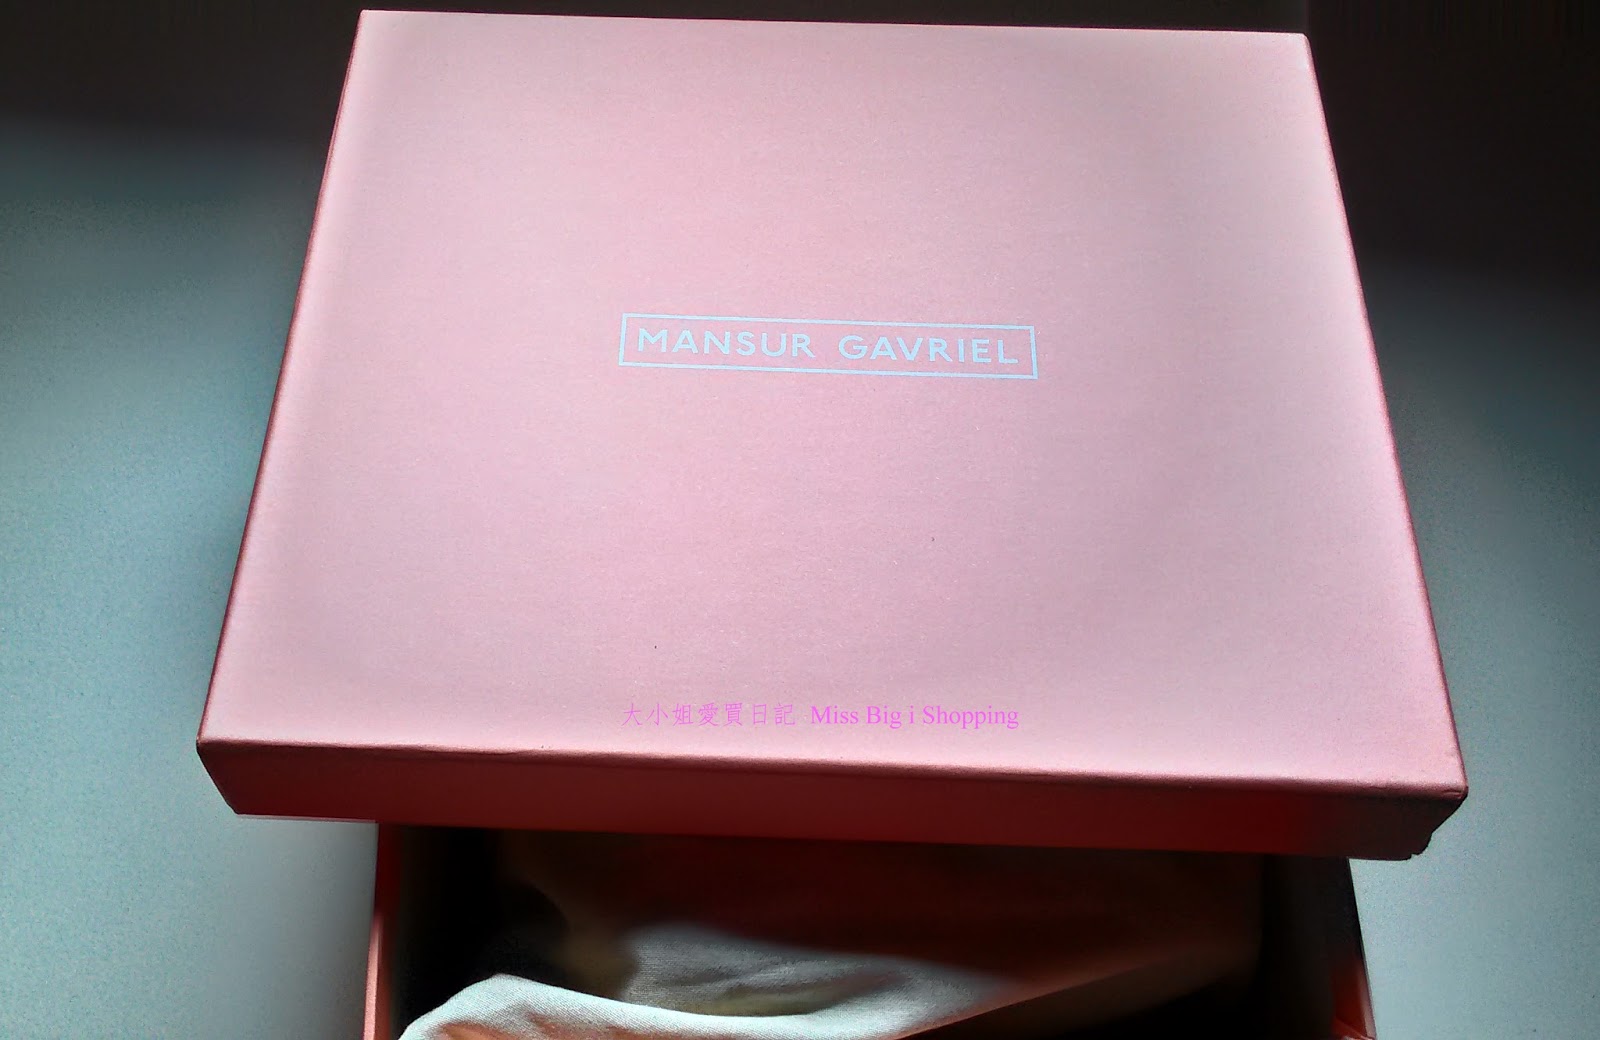 MANSUR GAVRIEL
大小姐愛買日記 Miss Big i Shopping